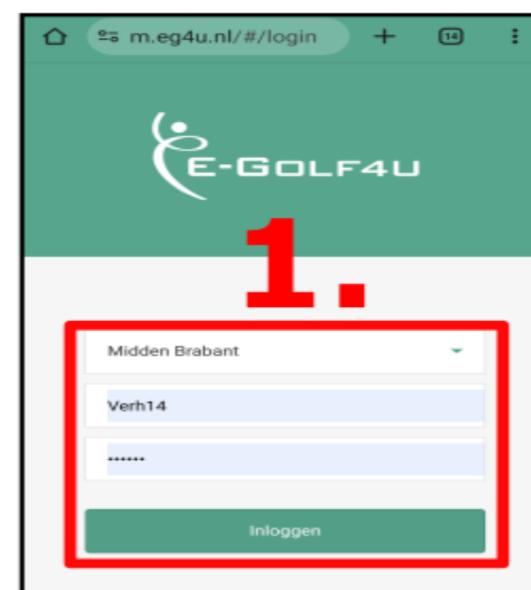 m.eg4u.nl/#/login
14
E-GOLF4U
1.
Midden Brabant
Verh14
••••••
Inloggen